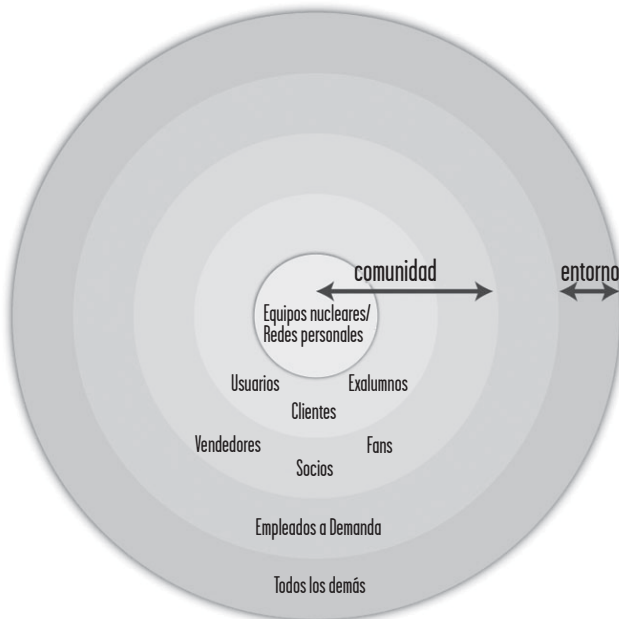 comunidad
entorno
Equipos nucleares/
Redes personales
Usuarios
Exalumnos
Clientes
Vendedores
Fans
Socios
Empleados a Demanda
Todos los demás